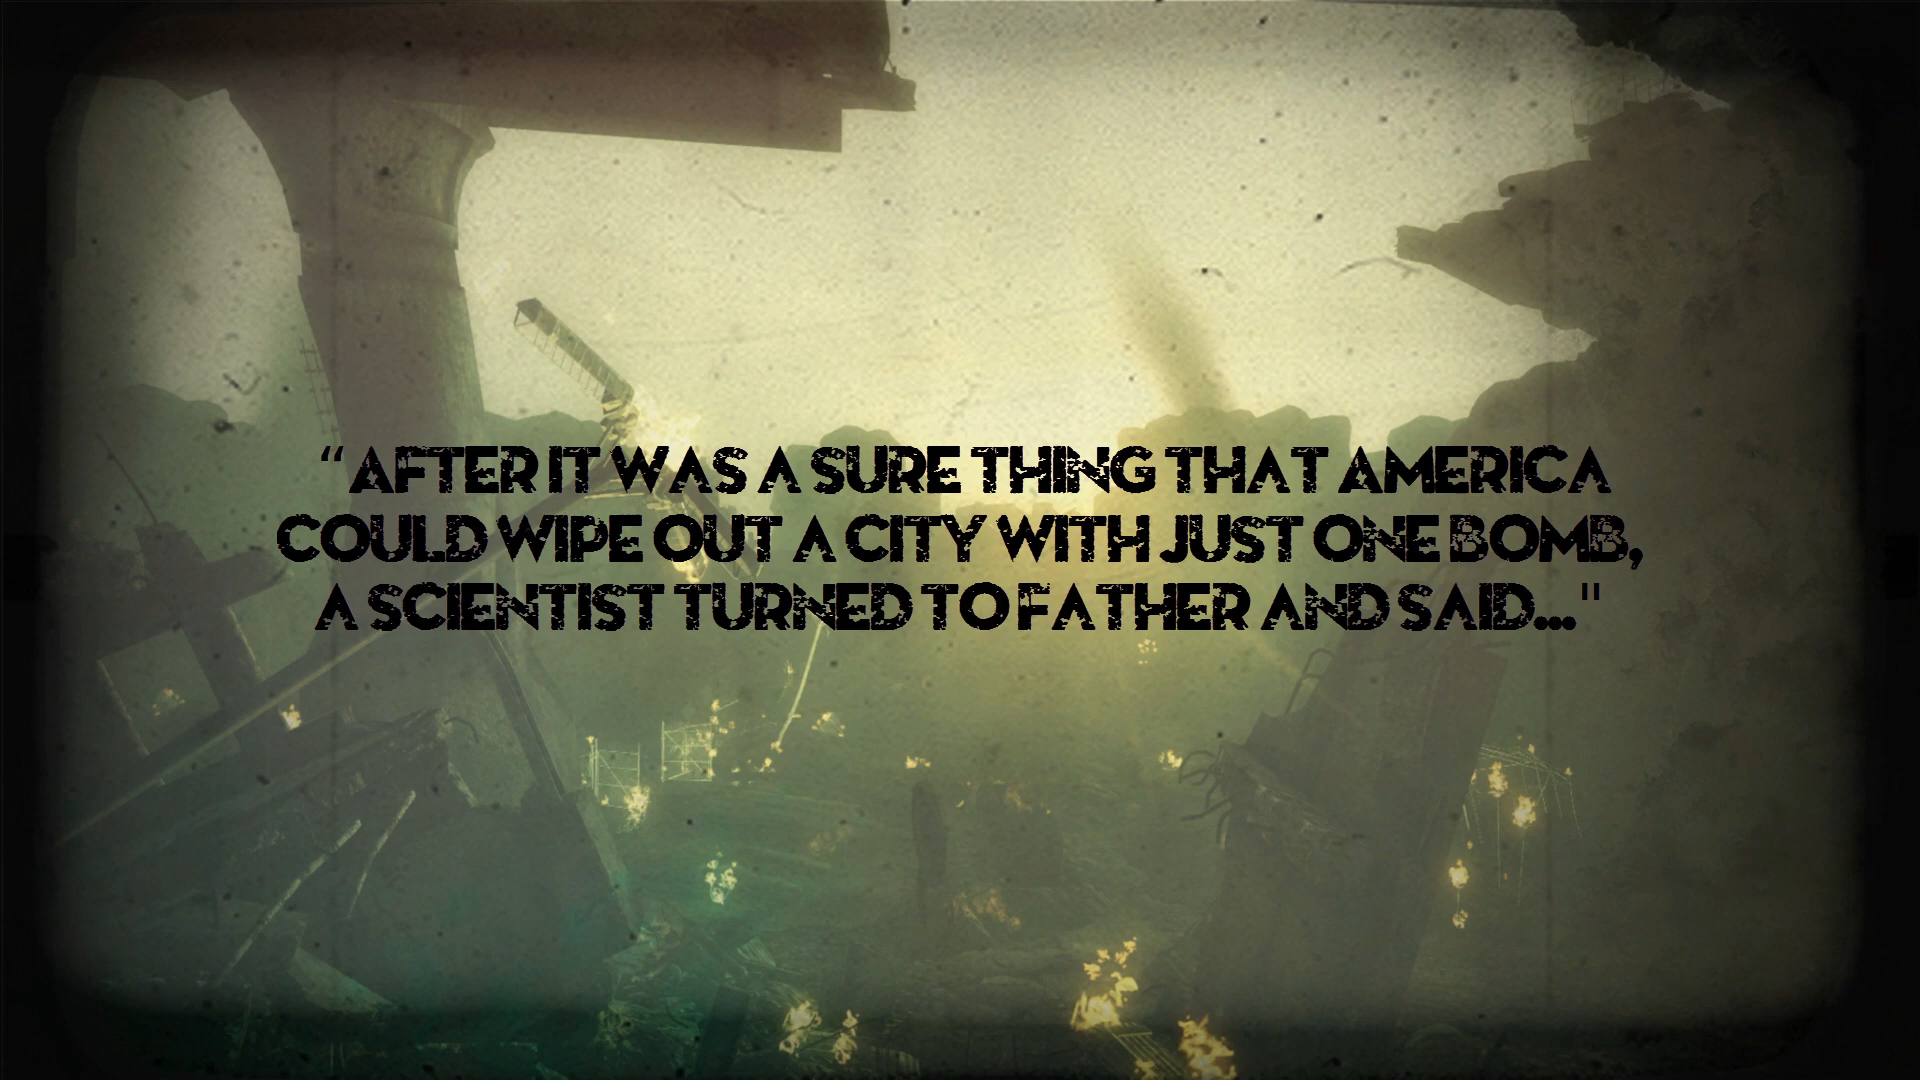 “AFTER IT WAS A SURE THING THAT AMERICA
COULD WIPE OUT A CITY WITH JUST ONE BOMB,
A SCIENTIST TURNED TO FATHER AND SAID..."